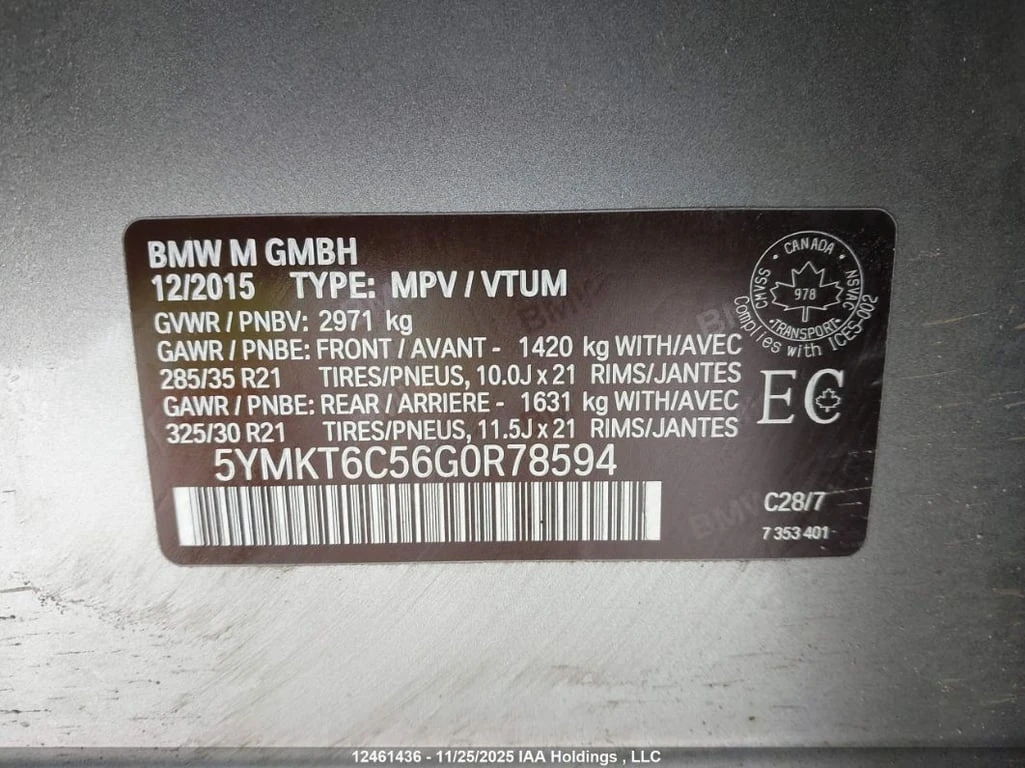 BMW M GMBH
12/2015 TYPE: MPV / VTUM
GVWR / PNBV: 2971 kg
GAWR / PNBE: FRONT / AVANT - 1420 kg WITH/AVEC
285/35 R21 TIRES/PNEUS, 10.0J x 21 RIMS/JANTES
GAWR / PNBE: REAR / ARRIERE - 1631 kg WITH/AVEC
325/30 R21 TIRES/PNEUS, 11.5J x 21 RIMS/JANTES
5YMKT6C56G0R78594
CANADA
CMVSS
NSVAC
978
TRANSPORT
Complies with ICES-002
EC
C28/7
7 353 401
12461436 - 11/25/2025 IAA Holdings , LLC